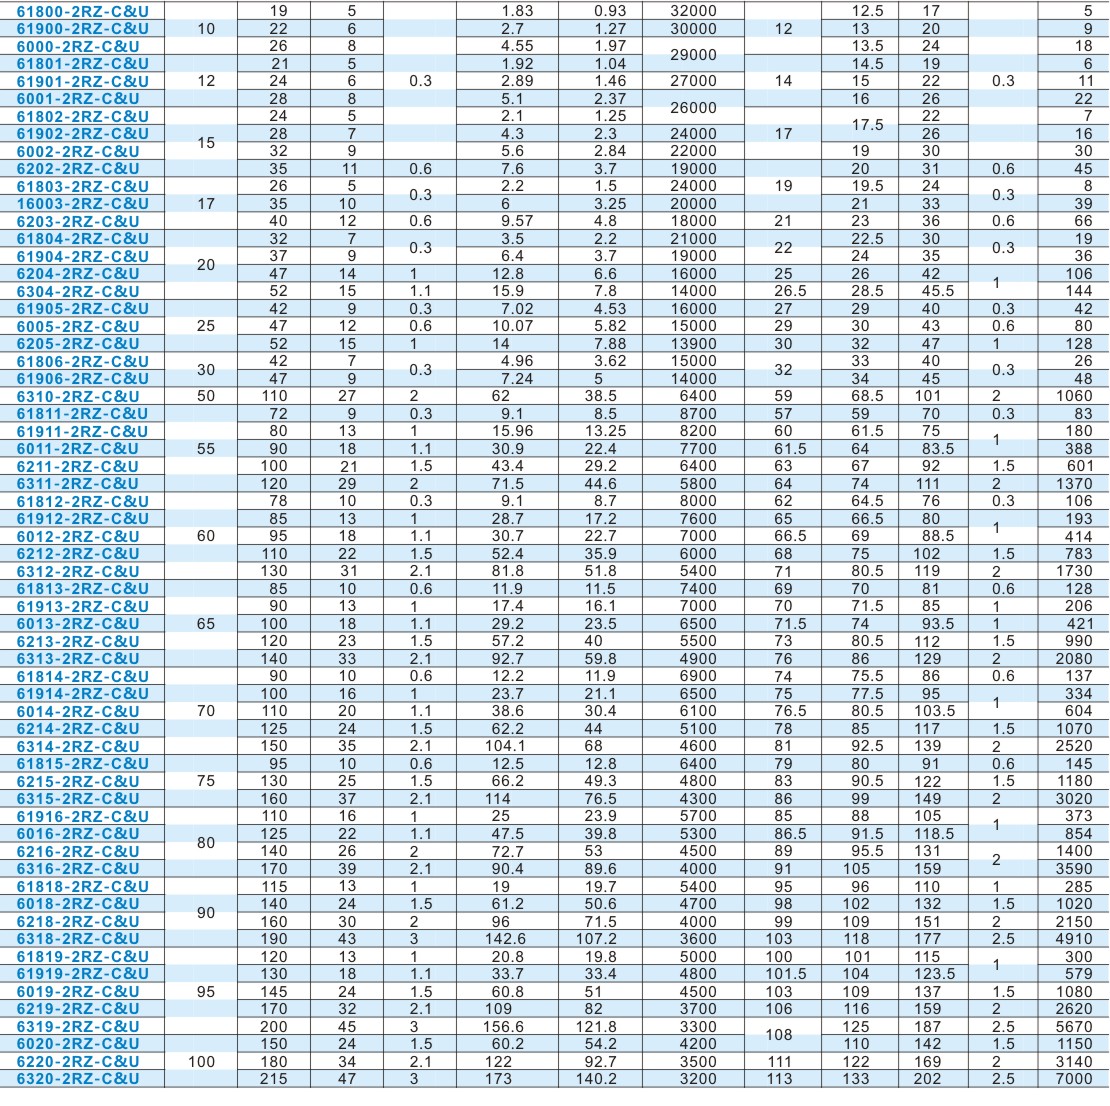 61800-2RZ-C&U 19 5 1.83 0.93 32000 12.5 17 5
61900-2RZ-C&U 10 22 6 2.7 1.27 30000 12 13 20 9
6000-2RZ-C&U 26 8 4.55 1.97 29000 13.5 24 18
61801-2RZ-C&U 21 5 1.92 1.04 14.5 19 6
61901-2RZ-C&U 12 24 6 0.3 2.89 1.46 27000 14 15 22 0.3 11
6001-2RZ-C&U 28 8 5.1 2.37 26000 16 26 22
61802-2RZ-C&U 24 5 2.1 1.25 17.5 22 7
61902-2RZ-C&U 15 28 7 4.3 2.3 24000 17 26 16
6002-2RZ-C&U 32 9 5.6 2.84 22000 19 30 30
6202-2RZ-C&U 35 11 0.6 7.6 3.7 19000 20 31 0.6 45
61803-2RZ-C&U 26 5 0.3 2.2 1.5 24000 19 19.5 24 0.3 8
16003-2RZ-C&U 17 35 10 6 3.25 20000 21 33 39
6203-2RZ-C&U 40 12 0.6 9.57 4.8 18000 21 23 36 0.6 66
61804-2RZ-C&U 32 7 0.3 3.5 2.2 21000 22 22.5 30 0.3 19
61904-2RZ-C&U 20 37 9 6.4 3.7 19000 24 35 36
6204-2RZ-C&U 47 14 1 12.8 6.6 16000 25 26 42 1 106
6304-2RZ-C&U 52 15 1.1 15.9 7.8 14000 26.5 28.5 45.5 144
61905-2RZ-C&U 42 9 0.3 7.02 4.53 16000 27 29 40 0.3 42
6005-2RZ-C&U 25 47 12 0.6 10.07 5.82 15000 29 30 43 0.6 80
6205-2RZ-C&U 52 15 1 14 7.88 13900 30 32 47 1 128
61806-2RZ-C&U 30 42 7 0.3 4.96 3.62 15000 32 33 40 0.3 26
61906-2RZ-C&U 47 9 7.24 5 14000 34 45 48
6310-2RZ-C&U 50 110 27 2 62 38.5 6400 59 68.5 101 2 1060
61811-2RZ-C&U 72 9 0.3 9.1 8.5 8700 57 59 70 0.3 83
61911-2RZ-C&U 80 13 1 15.96 13.25 8200 60 61.5 75 1 180
6011-2RZ-C&U 55 90 18 1.1 30.9 22.4 7700 61.5 64 83.5 388
6211-2RZ-C&U 100 21 1.5 43.4 29.2 6400 63 67 92 1.5 601
6311-2RZ-C&U 120 29 2 71.5 44.6 5800 64 74 111 2 1370
61812-2RZ-C&U 78 10 0.3 9.1 8.7 8000 62 64.5 76 0.3 106
61912-2RZ-C&U 85 13 1 28.7 17.2 7600 65 66.5 80 1 193
6012-2RZ-C&U 60 95 18 1.1 30.7 22.7 7000 66.5 69 88.5 414
6212-2RZ-C&U 110 22 1.5 52.4 35.9 6000 68 75 102 1.5 783
6312-2RZ-C&U 130 31 2.1 81.8 51.8 5400 71 80.5 119 2 1730
61813-2RZ-C&U 85 10 0.6 11.9 11.5 7400 69 70 81 0.6 128
61913-2RZ-C&U 90 13 1 17.4 16.1 7000 70 71.5 85 1 206
6013-2RZ-C&U 65 100 18 1.1 29.2 23.5 6500 71.5 74 93.5 1 421
6213-2RZ-C&U 120 23 1.5 57.2 40 5500 73 80.5 112 1.5 990
6313-2RZ-C&U 140 33 2.1 92.7 59.8 4900 76 86 129 2 2080
61814-2RZ-C&U 90 10 0.6 12.2 11.9 6900 74 75.5 86 0.6 137
61914-2RZ-C&U 100 16 1 23.7 21.1 6500 75 77.5 95 1 334
6014-2RZ-C&U 70 110 20 1.1 38.6 30.4 6100 76.5 80.5 103.5 604
6214-2RZ-C&U 125 24 1.5 62.2 44 5100 78 85 117 1.5 1070
6314-2RZ-C&U 150 35 2.1 104.1 68 4600 81 92.5 139 2 2520
61815-2RZ-C&U 95 10 0.6 12.5 12.8 6400 79 80 91 0.6 145
6215-2RZ-C&U 75 130 25 1.5 66.2 49.3 4800 83 90.5 122 1.5 1180
6315-2RZ-C&U 160 37 2.1 114 76.5 4300 86 99 149 2 3020
61916-2RZ-C&U 110 16 1 25 23.9 5700 85 88 105 1 373
6016-2RZ-C&U 80 125 22 1.1 47.5 39.8 5300 86.5 91.5 118.5 854
6216-2RZ-C&U 140 26 2 72.7 53 4500 89 95.5 131 2 1400
6316-2RZ-C&U 170 39 2.1 90.4 89.6 4000 91 105 159 3590
61818-2RZ-C&U 115 13 1 19 19.7 5400 95 96 110 1 285
6018-2RZ-C&U 90 140 24 1.5 61.2 50.6 4700 98 102 132 1.5 1020
6218-2RZ-C&U 160 30 2 96 71.5 4000 99 109 151 2 2150
6318-2RZ-C&U 190 43 3 142.6 107.2 3600 103 118 177 2.5 4910
61819-2RZ-C&U 120 13 1 20.8 19.8 5000 100 101 115 1 300
61919-2RZ-C&U 130 18 1.1 33.7 33.4 4800 101.5 104 123.5 579
6019-2RZ-C&U 95 145 24 1.5 60.8 51 4500 103 109 137 1.5 1080
6219-2RZ-C&U 170 32 2.1 109 82 3700 106 116 159 2 2620
6319-2RZ-C&U 200 45 3 156.6 121.8 3300 108 125 187 2.5 5670
6020-2RZ-C&U 150 24 1.5 60.2 54.2 4200 110 142 1.5 1150
6220-2RZ-C&U 100 180 34 2.1 122 92.7 3500 111 122 169 2 3140
6320-2RZ-C&U 215 47 3 173 140.2 3200 113 133 202 2.5 7000